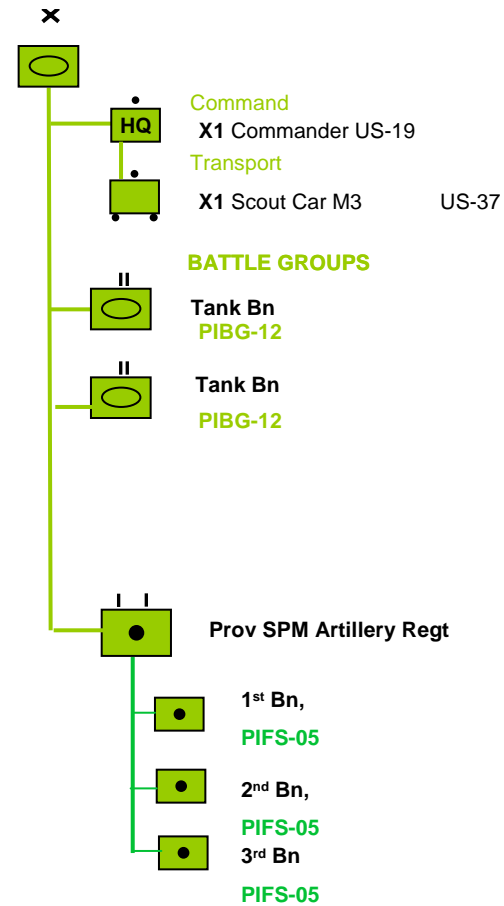 Command
HQ
X1 Commander US-19
Transport
X1 Scout Car M3 US-37
BATTLE GROUPS
Tank Bn
PIBG-12
Tank Bn
PIBG-12
Prov SPM Artillery Regt
1st Bn,
PIFS-05
2nd Bn,
PIFS-05
3rd Bn
PIFS-05